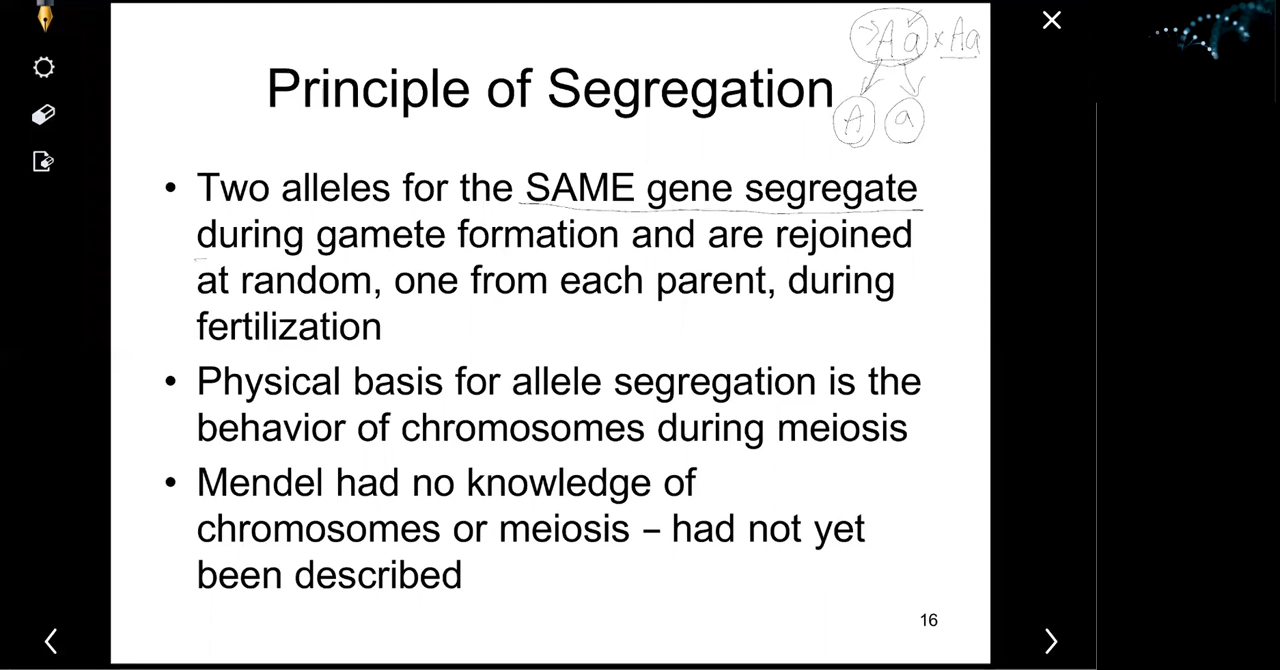 Aa x Aa
Principle of Segregation
A a
• Two alleles for the SAME gene segregate
during gamete formation and are rejoined
at random, one from each parent, during
fertilization
• Physical basis for allele segregation is the
behavior of chromosomes during meiosis
• Mendel had no knowledge of
chromosomes or meiosis – had not yet
been described
16